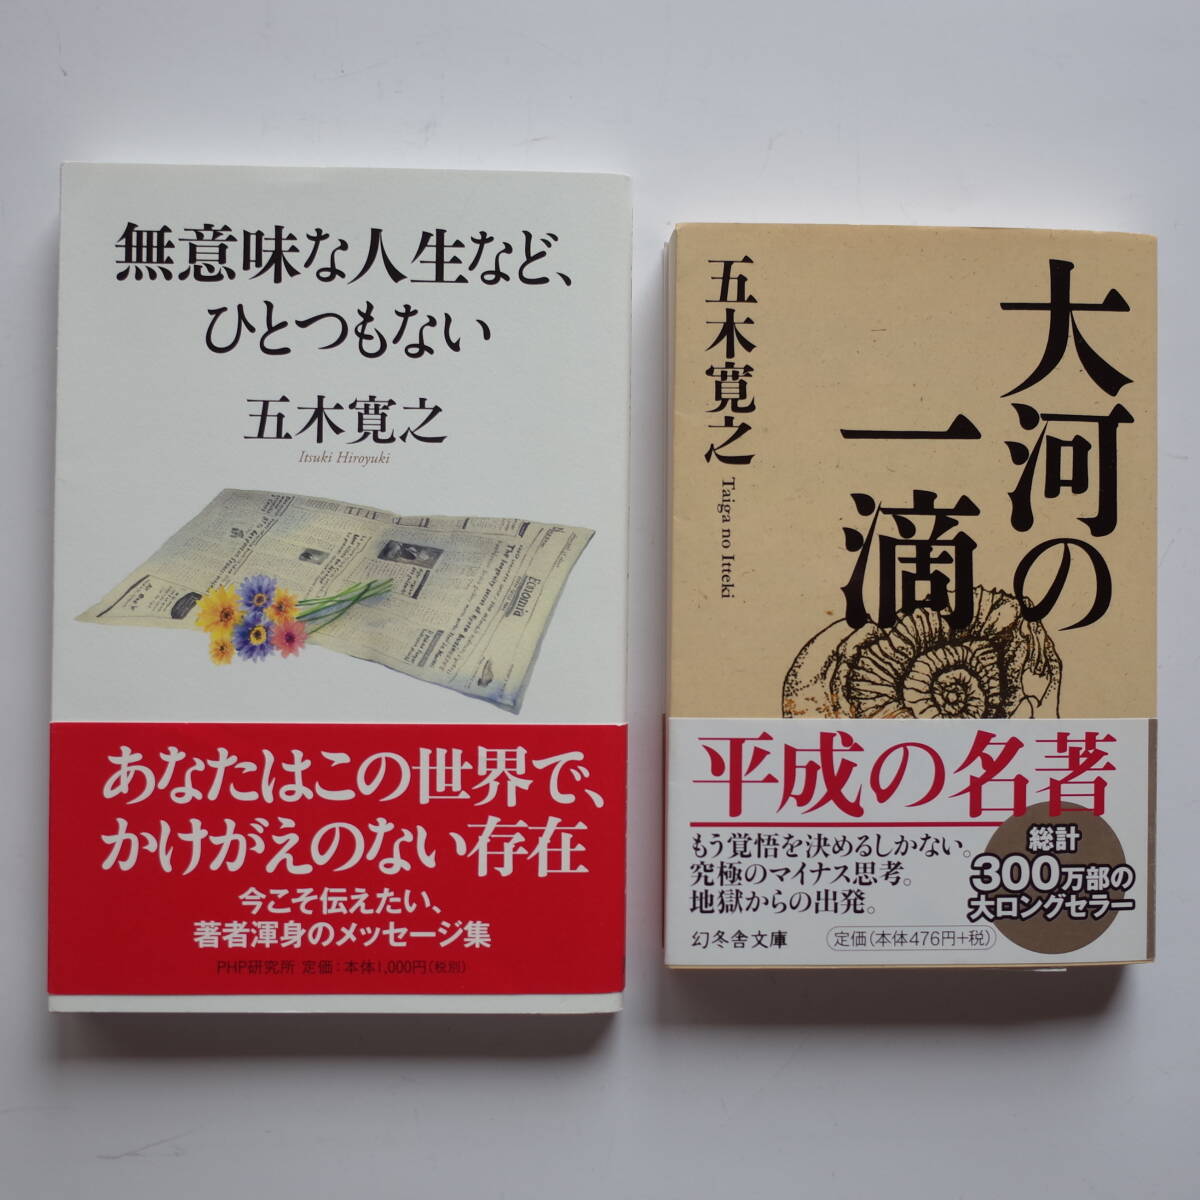 無意味な人生など、
ひとつもない
五木寛之
Itsuki Hiroyuki
Economia
あなたはこの世界で、
かけがえのない存在
今こそ伝えたい、
著者渾身のメッセージ集
PHP研究所 定価：本体1,000円(税別)
大河の
一滴
五木寛之
Taiga no Itteki
平成の名著
もう覚悟を決めるしかない。
究極のマイナス思考。
地獄からの出発。
総計
300万部の
大ロングセラー
幻冬舎文庫
定価(本体476円+税)